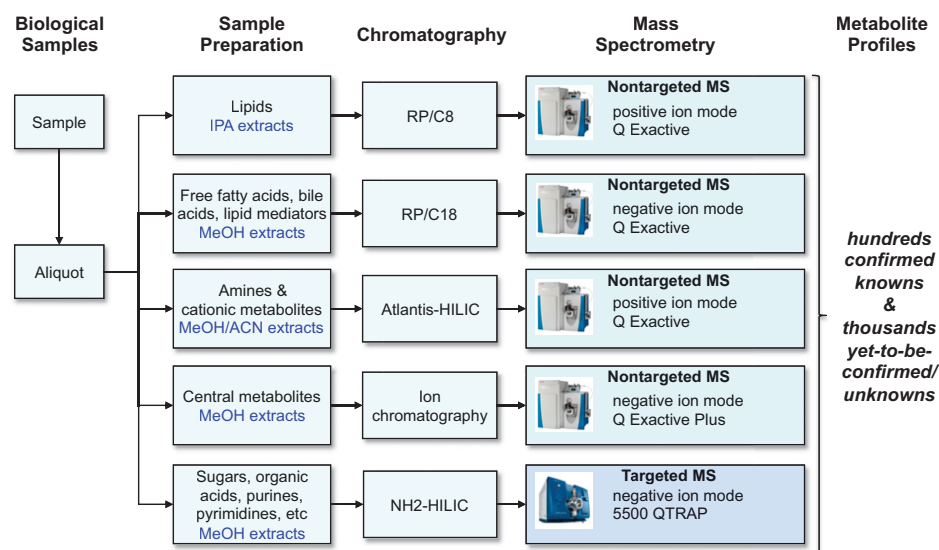 Biological
Samples
Sample
Preparation
Chromatography
Mass
Spectrometry
Metabolite
Profiles
Sample
Aliquot
Lipids
IPA extracts
RP/C8
Nontargeted MS
positive ion mode
Q Exactive
Free fatty acids, bile
acids, lipid mediators
MeOH extracts
RP/C18
Nontargeted MS
negative ion mode
Q Exactive
Amines &
cationic metabolites
MeOH/ACN extracts
Atlantis-HILIC
Nontargeted MS
positive ion mode
Q Exactive
Central metabolites
MeOH extracts
Ion
chromatography
Nontargeted MS
negative ion mode
Q Exactive Plus
Sugars, organic
acids, purines,
pyrimidines, etc
MeOH extracts
NH2-HILIC
Targeted MS
negative ion mode
5500 QTRAP
hundreds
confirmed
knowns
&
thousands
yet-to-be-
confirmed/
unknowns